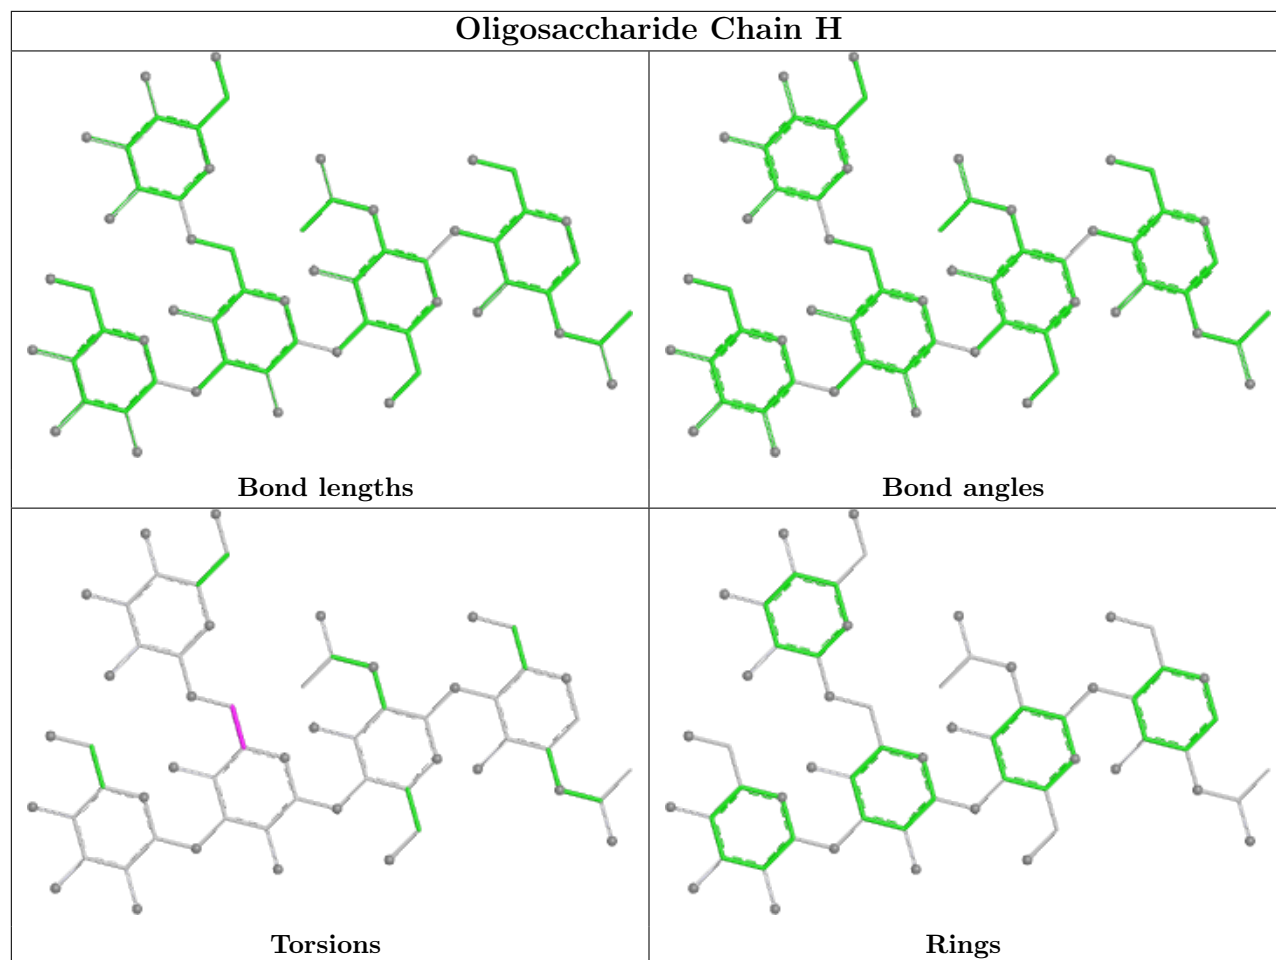 Oligosaccharide Chain H
Bond lengths
Bond angles
Torsions
Rings